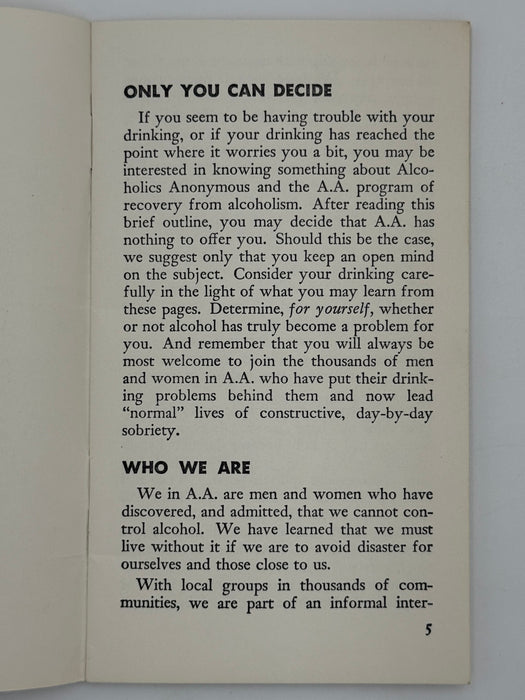 ONLY YOU CAN DECIDE
If you seem to be having trouble with your
drinking, or if your drinking has reached the
point where it worries you a bit, you may be
interested in knowing something about Alco-
holics Anonymous and the A.A. program of
recovery from alcoholism. After reading this
brief outline, you may decide that A.A. has
nothing to offer you. Should this be the case,
we suggest only that you keep an open mind
on the subject. Consider your drinking care-
fully in the light of what you may learn from
these pages. Determine, for yourself, whether
or not alcohol has truly become a problem for
you. And remember that you will always be
most welcome to join the thousands of men
and women in A.A. who have put their drink-
ing problems behind them and now lead
“normal” lives of constructive, day-by-day
sobriety.
WHO WE ARE
We in A.A. are men and women who have
discovered, and admitted, that we cannot con-
trol alcohol. We have learned that we must
live without it if we are to avoid disaster for
ourselves and those close to us.
With local groups in thousands of com-
munities, we are part of an informal inter-
5